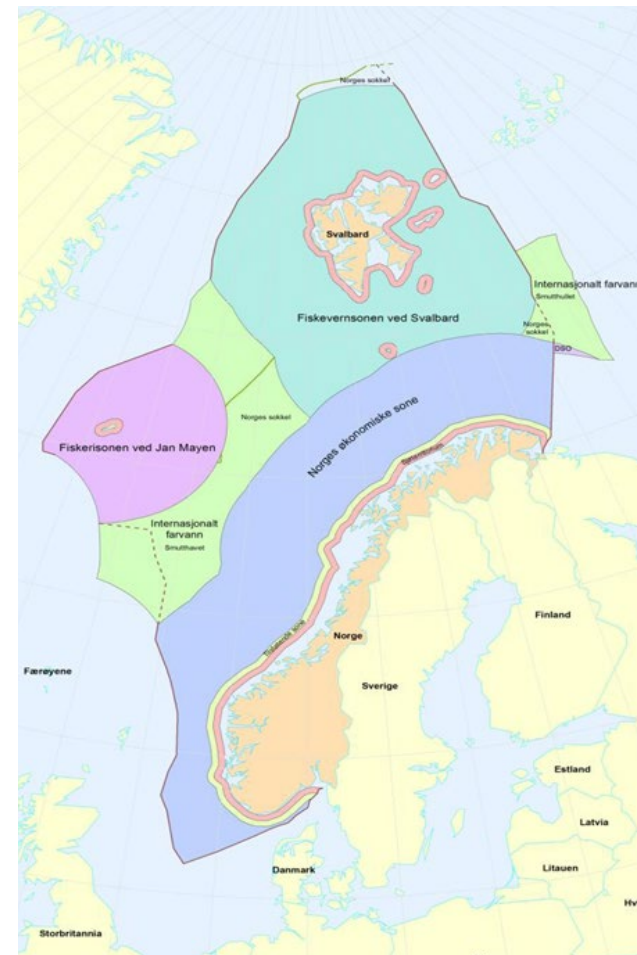 Norges sokkel
Svalbard
Internasjonalt farvann
Smutthullet
Fiskevernsonen ved Svalbard
Norges
sokkel
Norges sokkel
Norges økonomiske sone
Fiskerisonen ved Jan Mayen
Internasjonalt
farvann
Smutthavet
Norge
Finland
Færøyene
Sverige
Estland
Latvia
Danmark
Litauen
Storbritannia